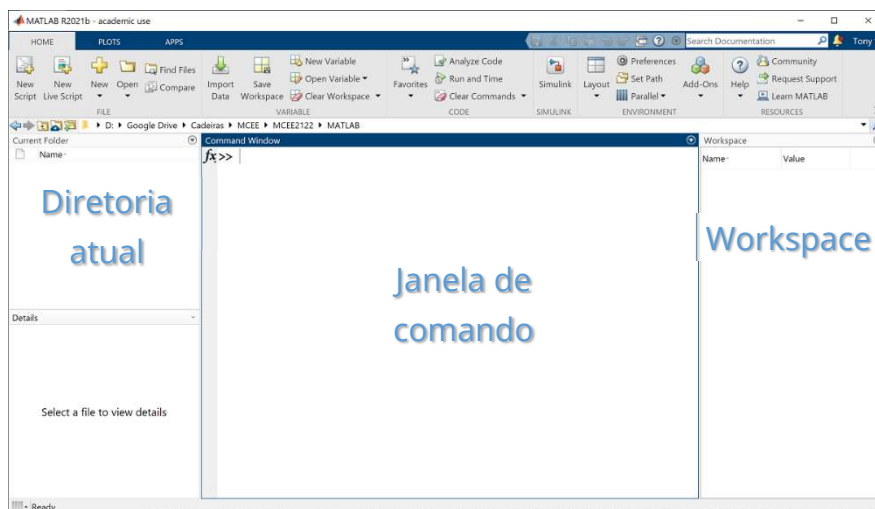 MATLAB R2021b - academic use
HOME PLOTS APPS
Search Documentation
Tony
New Script
New Live Script
New
Open
Find Files
Compare
Import Data
Save Workspace
New Variable
Open Variable
Clear Workspace
Favorites
Analyze Code
Run and Time
Clear Commands
Simulink
Layout
Preferences
Set Path
Parallel
Add-Ons
Help
Community
Request Support
Learn MATLAB
FILE VARIABLE CODE SIMULINK ENVIRONMENT RESOURCES
D: Google Drive Cadeiras MCEE MCEE2122 MATLAB
Current Folder
Name
Diretoria
atual
Details
Select a file to view details
Command Window
fx >>
Janela de
comando
Workspace
Name Value
Workspace
Ready